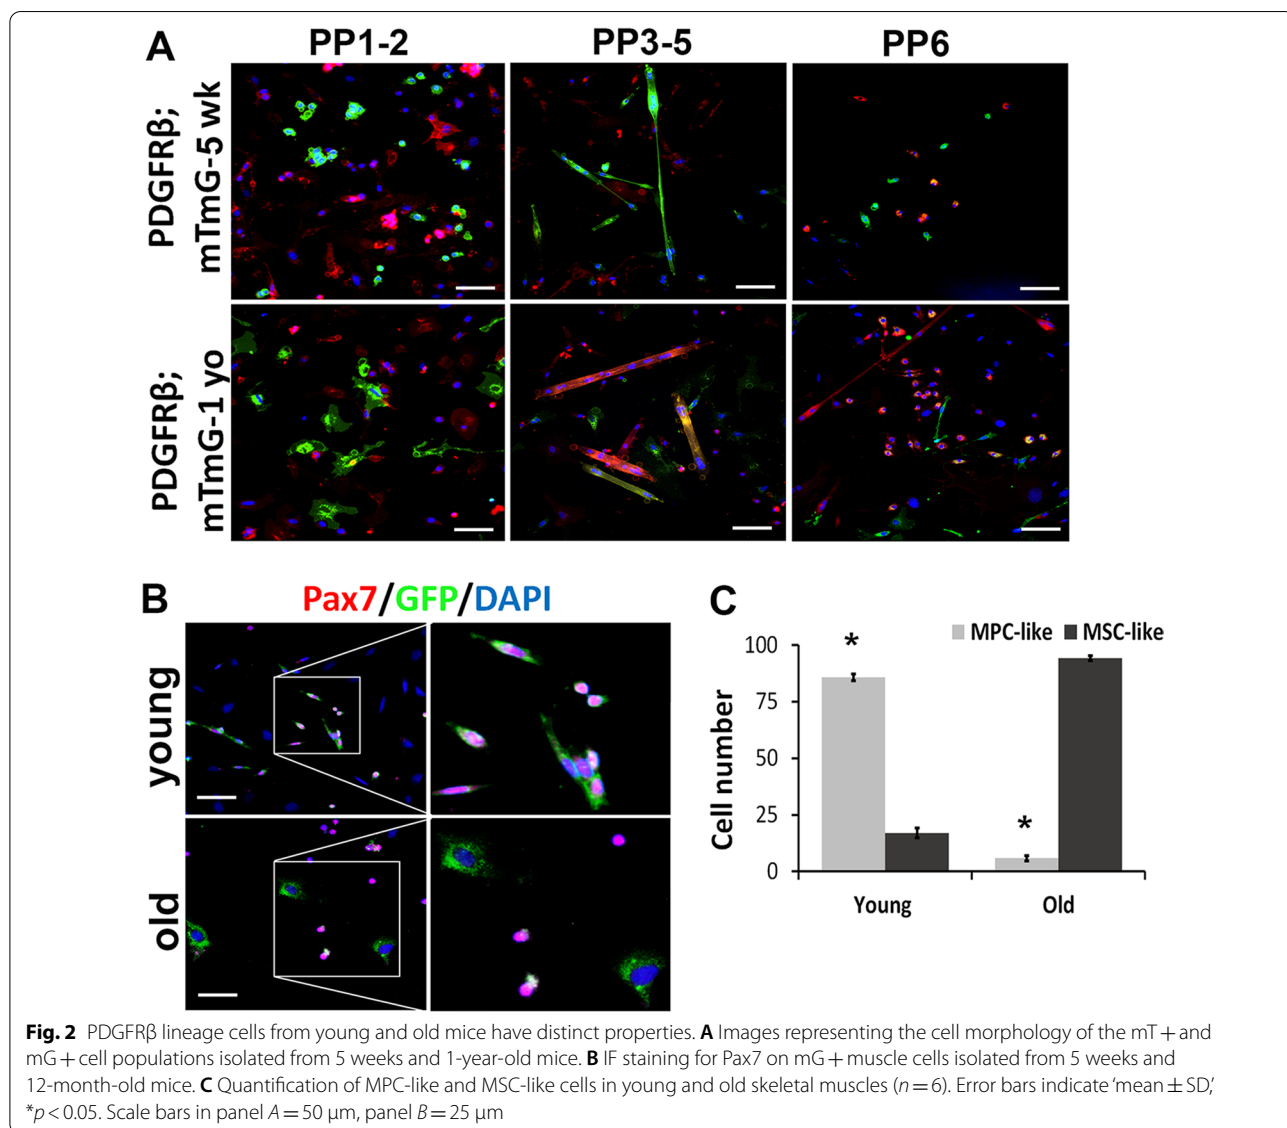 A
PP1-2
PP3-5
PP6
PDGFRβ;
mTmG-5 wk
PDGFRβ;
mTmG-1 yo
B
Pax7/GFP/DAPI
young
old
C
MPC-like
MSC-like
Cell number
100
75
50
25
0
*
*
Young
Old
Fig. 2 PDGFRβ lineage cells from young and old mice have distinct properties. A Images representing the cell morphology of the mT + and
mG + cell populations isolated from 5 weeks and 1-year-old mice. B IF staining for Pax7 on mG + muscle cells isolated from 5 weeks and
12-month-old mice. C Quantification of MPC-like and MSC-like cells in young and old skeletal muscles (n = 6). Error bars indicate ‘mean ± SD,’
*p < 0.05. Scale bars in panel A = 50 μm, panel B = 25 μm